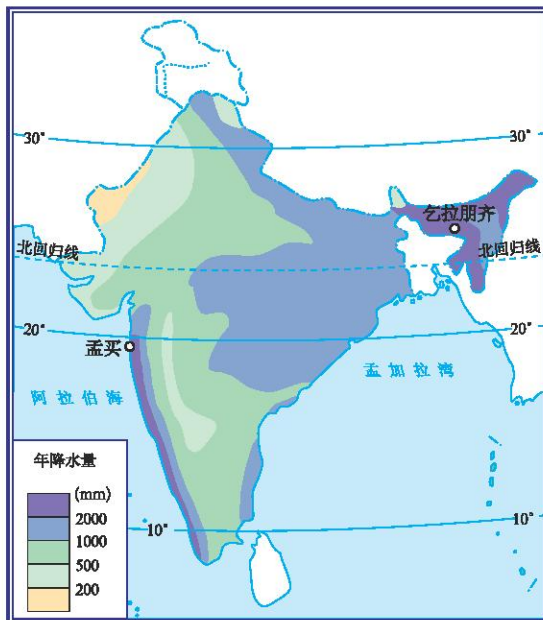 30°
30°
乞拉朋齐
北回归线
北回归线
20°
20°
孟买
阿拉伯海
孟加拉湾
年降水量
(mm)
2000
1000
500
200
10°
10°